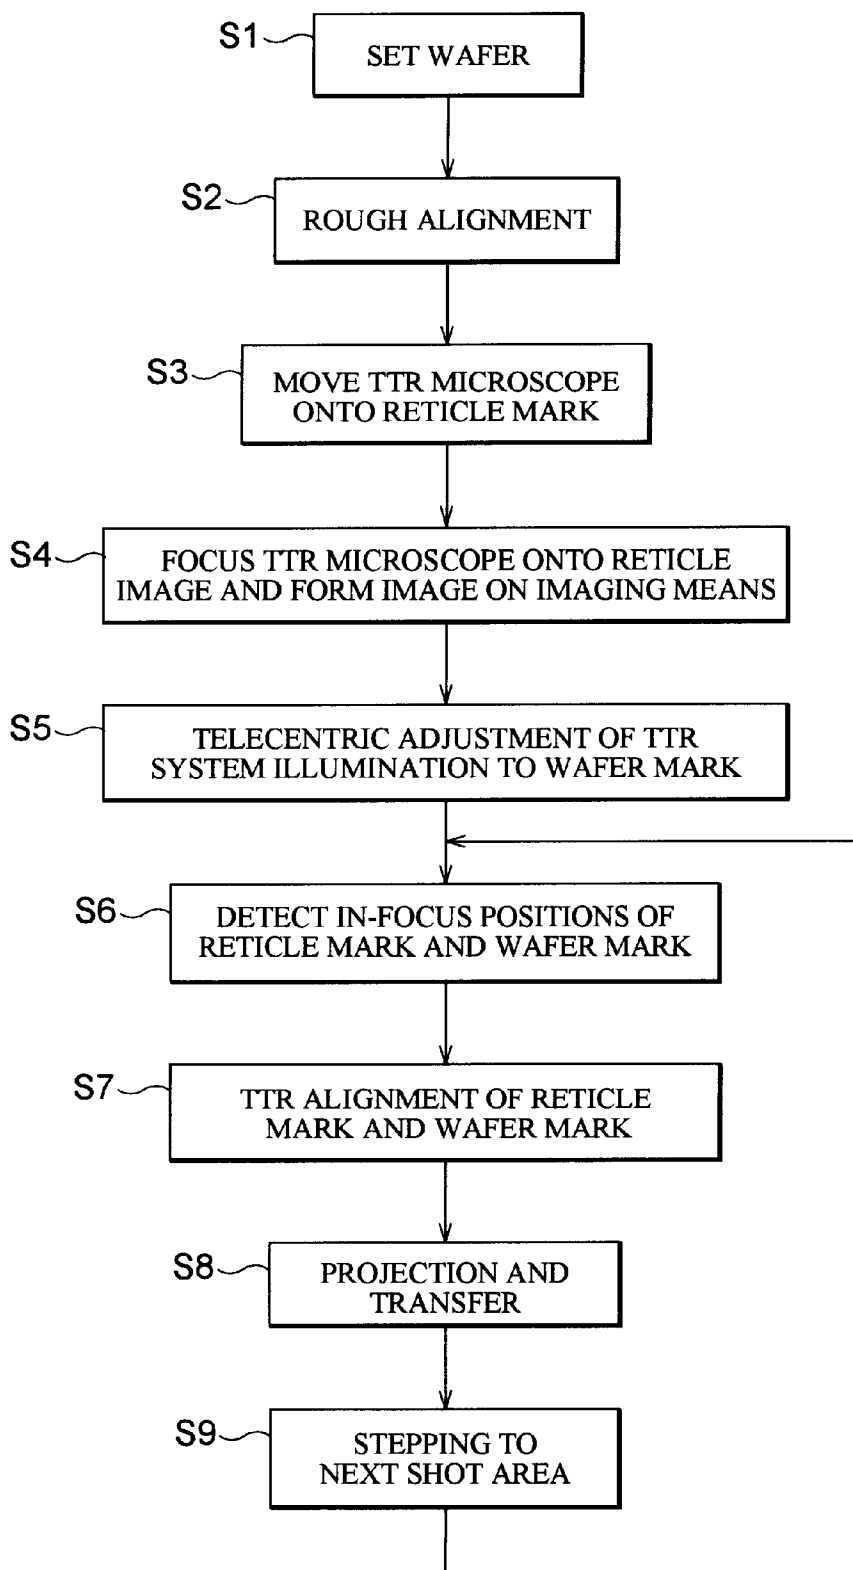 S1
SET WAFER
S2
ROUGH ALIGNMENT
S3
MOVE TTR MICROSCOPE
ONTO RETICLE MARK
S4
FOCUS TTR MICROSCOPE ONTO RETICLE
IMAGE AND FORM IMAGE ON IMAGING MEANS
S5
TELECENTRIC ADJUSTMENT OF TTR
SYSTEM ILLUMINATION TO WAFER MARK
S6
DETECT IN-FOCUS POSITIONS OF
RETICLE MARK AND WAFER MARK
S7
TTR ALIGNMENT OF RETICLE
MARK AND WAFER MARK
S8
PROJECTION AND
TRANSFER
S9
STEPPING TO
NEXT SHOT AREA